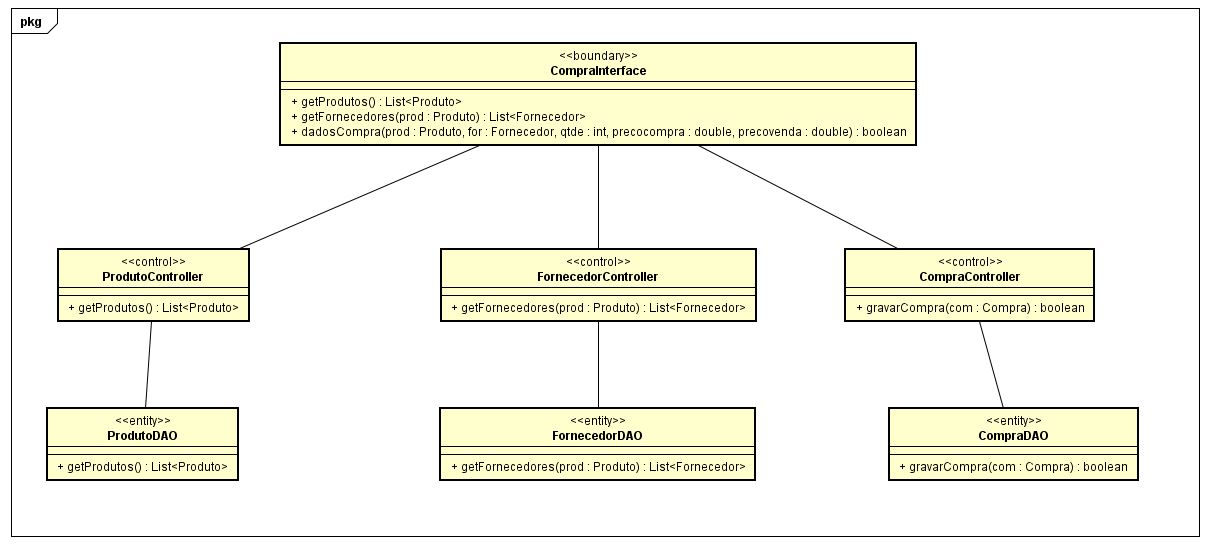 pkg
<<boundary>>
CompraInterface
+ getProdutos() : List<Produto>
+ getFornecedores(prod : Produto) : List<Fornecedor>
+ dadosCompra(prod : Produto, for : Fornecedor, qtde : int, precocompra : double, precovenda : double) : boolean
<<control>>
ProdutoController
+ getProdutos() : List<Produto>
<<control>>
FornecedorController
+ getFornecedores(prod : Produto) : List<Fornecedor>
<<control>>
CompraController
+ gravarCompra(com : Compra) : boolean
<<entity>>
ProdutoDAO
+ getProdutos() : List<Produto>
<<entity>>
FornecedorDAO
+ getFornecedores(prod : Produto) : List<Fornecedor>
<<entity>>
CompraDAO
+ gravarCompra(com : Compra) : boolean